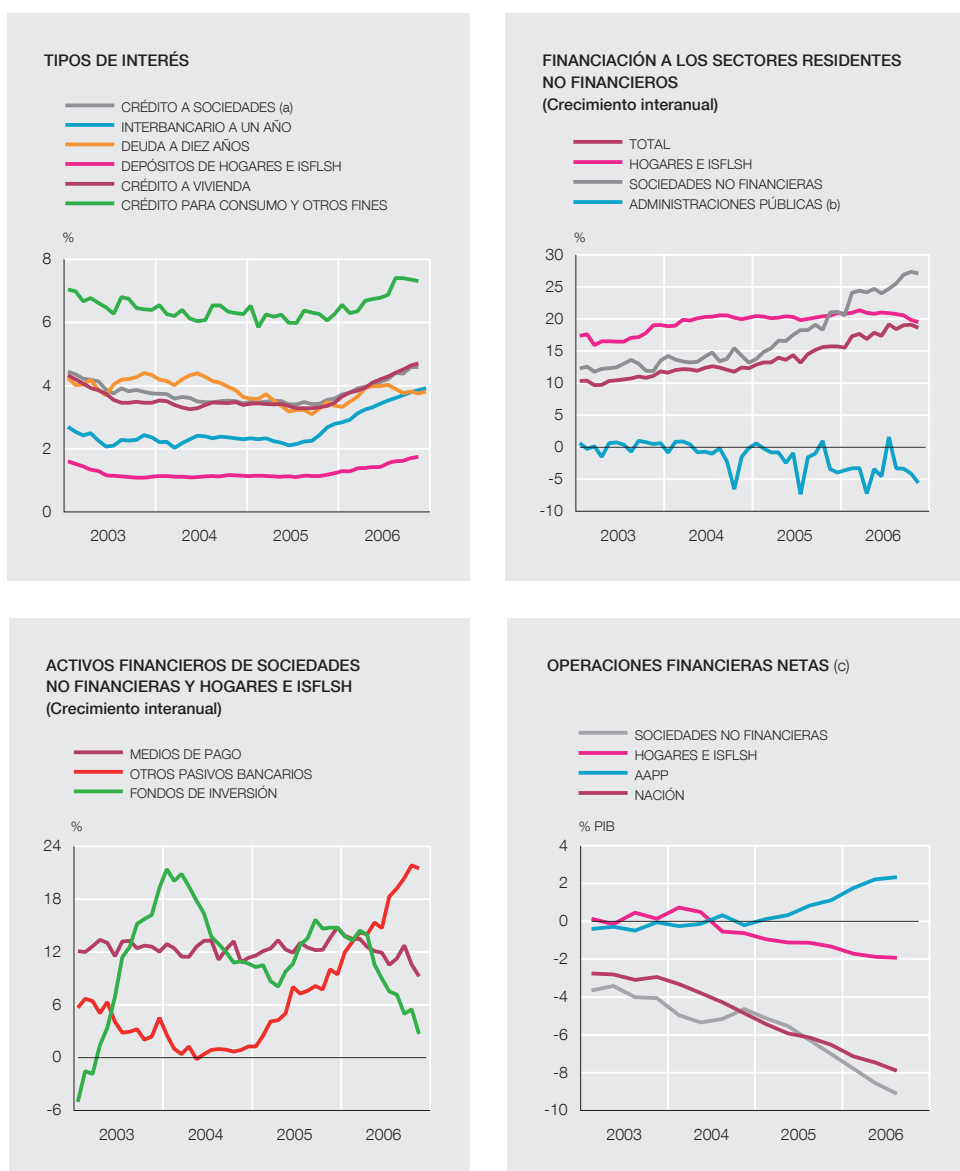 TIPOS DE INTERÉS
CRÉDITO A SOCIEDADES (a)
INTERBANCARIO A UN AÑO
DEUDA A DIEZ AÑOS
DEPÓSITOS DE HOGARES E ISFLSH
CRÉDITO A VIVIENDA
CRÉDITO PARA CONSUMO Y OTROS FINES
%
8
6
4
2
0
2003 2004 2005 2006
FINANCIACIÓN A LOS SECTORES RESIDENTES
NO FINANCIEROS
(Crecimiento interanual)
TOTAL
HOGARES E ISFLSH
SOCIEDADES NO FINANCIERAS
ADMINISTRACIONES PÚBLICAS (b)
%
30
25
20
15
10
5
0
-5
-10
2003 2004 2005 2006
ACTIVOS FINANCIEROS DE SOCIEDADES
NO FINANCIERAS Y HOGARES E ISFLSH
(Crecimiento interanual)
MEDIOS DE PAGO
OTROS PASIVOS BANCARIOS
FONDOS DE INVERSIÓN
%
24
18
12
6
0
-6
2003 2004 2005 2006
OPERACIONES FINANCIERAS NETAS (c)
SOCIEDADES NO FINANCIERAS
HOGARES E ISFLSH
AAPP
NACIÓN
% PIB
4
2
0
-2
-4
-6
-8
-10
2003 2004 2005 2006